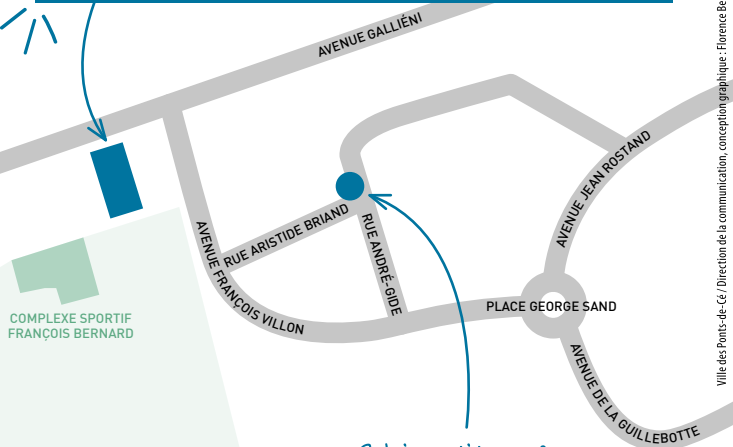 AVENUE GALLIÉNI
AVENUE JEAN ROSTAND
RUE ARISTIDE BRIAND
AVENUE FRANÇOIS VILLON
RUE ANDRÉ-GIDE
PLACE GEORGE SAND
COMPLEXE SPORTIF
FRANÇOIS BERNARD
AVENUE DE LA GUILLEBOTTE
Ville des Ponts-de-Cé / Direction de la communication, conception graphique : Florence Be